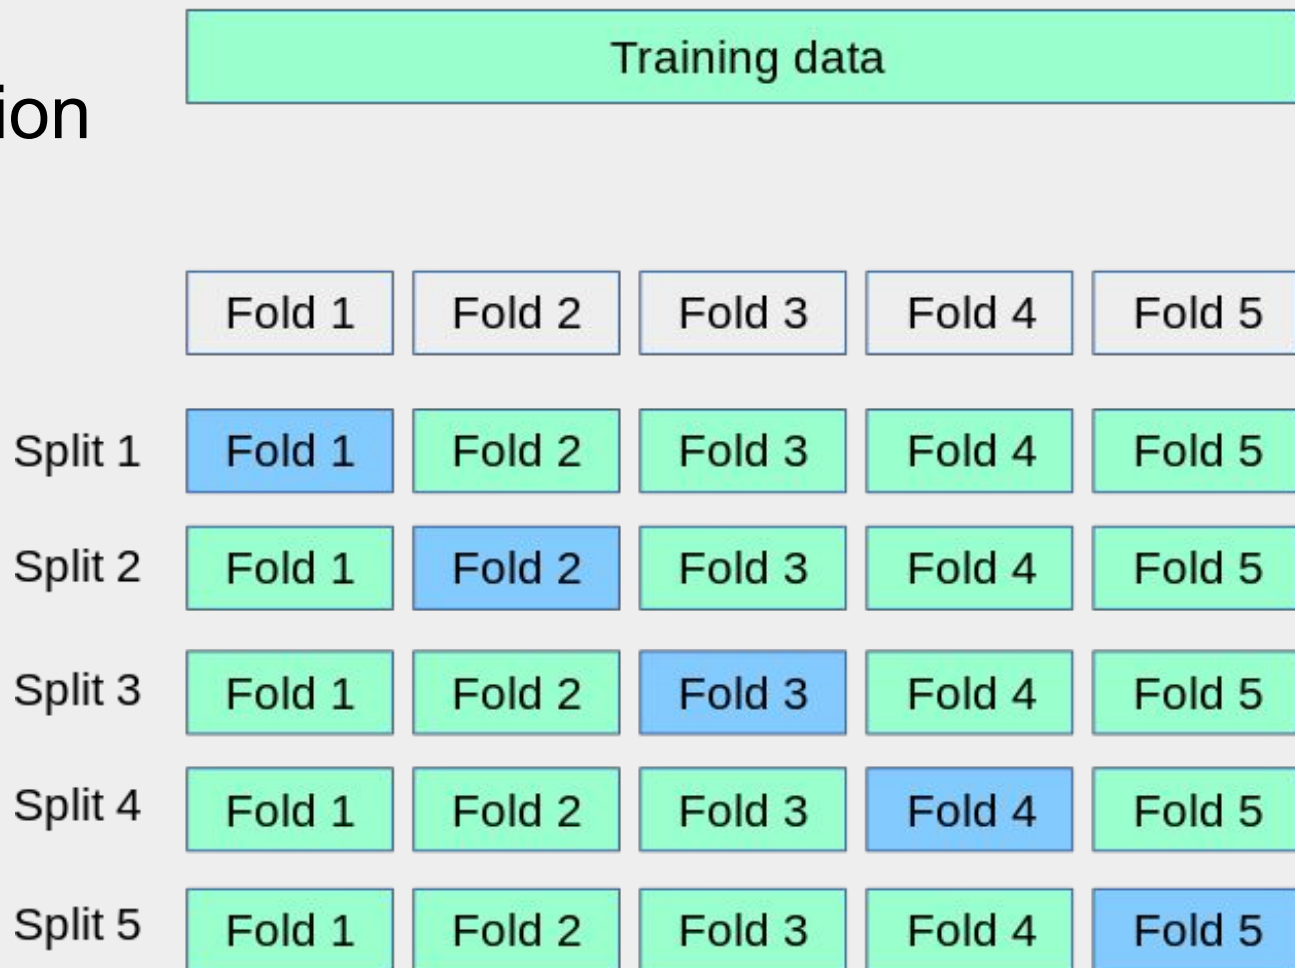 Training data
ion
Fold 1 Fold 2 Fold 3 Fold 4 Fold 5
Split 1 Fold 1 Fold 2 Fold 3 Fold 4 Fold 5
Split 2 Fold 1 Fold 2 Fold 3 Fold 4 Fold 5
Split 3 Fold 1 Fold 2 Fold 3 Fold 4 Fold 5
Split 4 Fold 1 Fold 2 Fold 3 Fold 4 Fold 5
Split 5 Fold 1 Fold 2 Fold 3 Fold 4 Fold 5